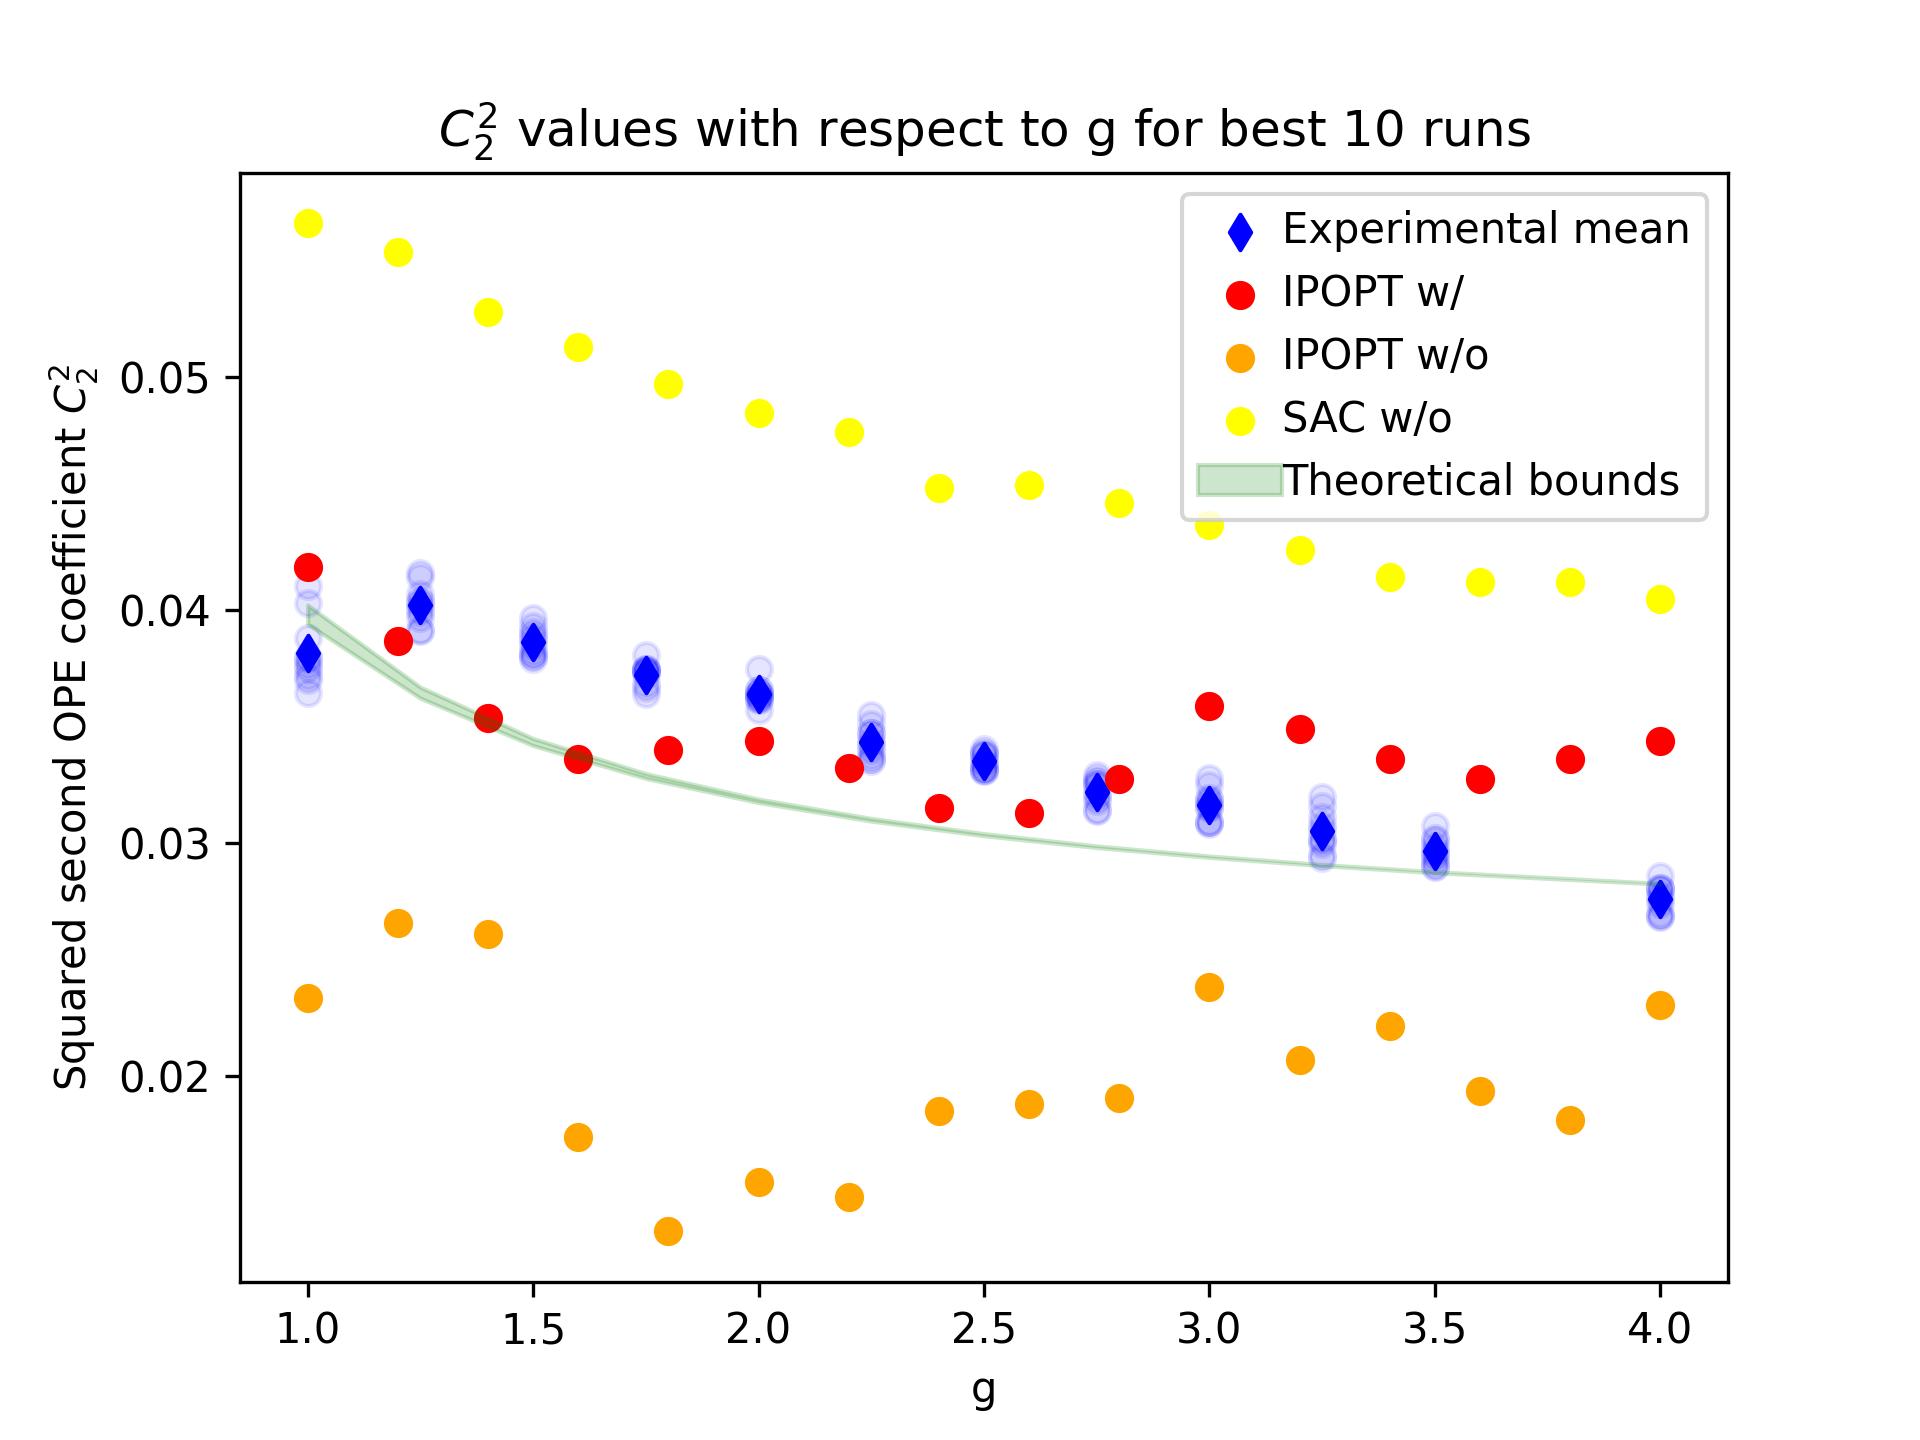 $C_2^2$ values with respect to g for best 10 runs
Experimental mean
IPOPT w/
IPOPT w/o
SAC w/o
Theoretical bounds
Squared second OPE coefficient $C_2^2$
0.05
0.04
0.03
0.02
1.0 1.5 2.0 2.5 3.0 3.5 4.0
g